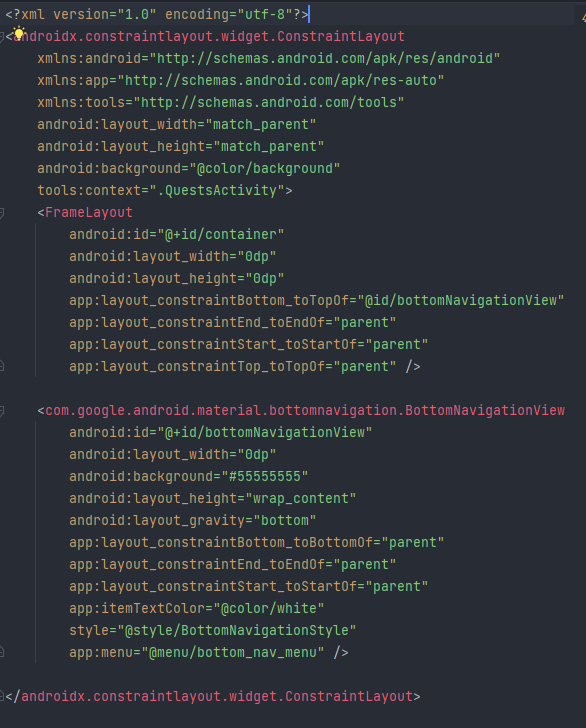 <?xml version="1.0" encoding="utf-8"?>
<androidx.constraintlayout.widget.ConstraintLayout
    xmlns:android="http://schemas.android.com/apk/res/android"
    xmlns:app="http://schemas.android.com/apk/res-auto"
    xmlns:tools="http://schemas.android.com/tools"
    android:layout_width="match_parent"
    android:layout_height="match_parent"
    android:background="@color/background"
    tools:context=".QuestsActivity">
    <FrameLayout
        android:id="@+id/container"
        android:layout_width="0dp"
        android:layout_height="0dp"
        app:layout_constraintBottom_toTopOf="@id/bottomNavigationView"
        app:layout_constraintEnd_toEndOf="parent"
        app:layout_constraintStart_toStartOf="parent"
        app:layout_constraintTop_toTopOf="parent" />

    <com.google.android.material.bottomnavigation.BottomNavigationView
        android:id="@+id/bottomNavigationView"
        android:layout_width="0dp"
        android:background="#55555555"
        android:layout_height="wrap_content"
        android:layout_gravity="bottom"
        app:layout_constraintBottom_toBottomOf="parent"
        app:layout_constraintEnd_toEndOf="parent"
        app:layout_constraintStart_toStartOf="parent"
        app:itemTextColor="@color/white"
        style="@style/BottomNavigationStyle"
        app:menu="@menu/bottom_nav_menu" />

</androidx.constraintlayout.widget.ConstraintLayout>